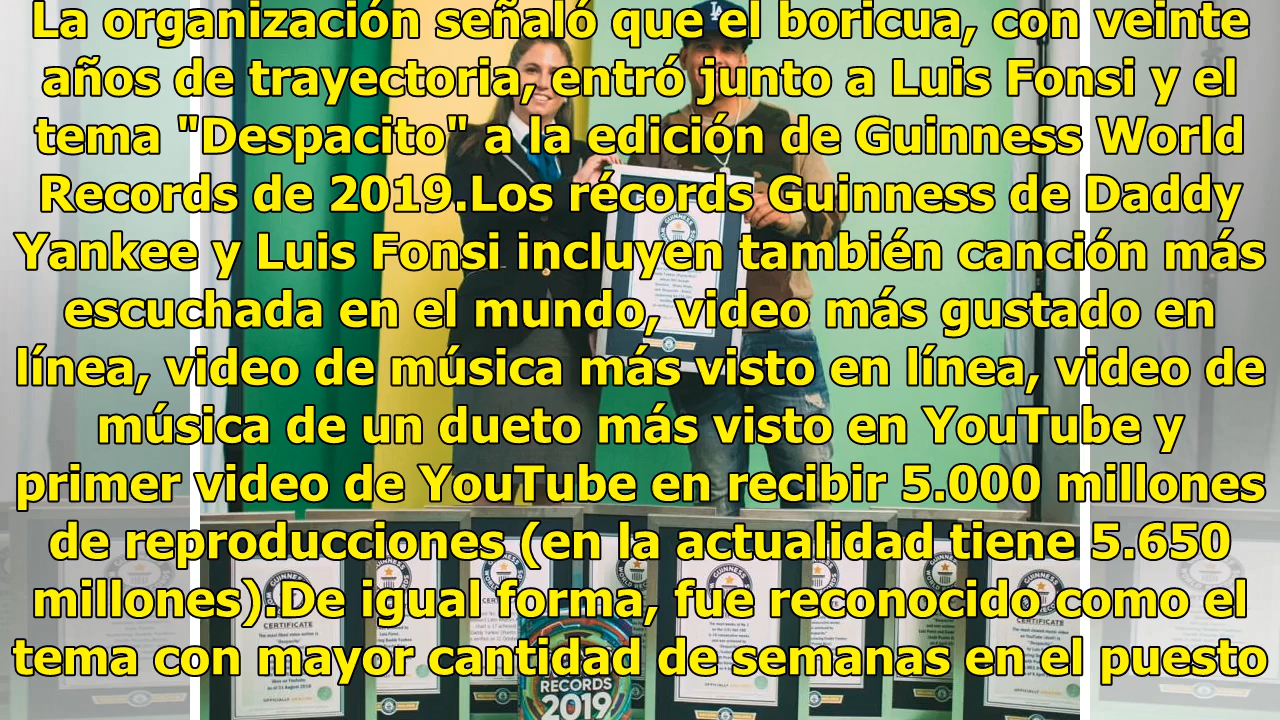 La organización señaló que el boricua, con veinte
años de trayectoria, entró junto a Luis Fonsi y el
tema "Despacito" a la edición de Guinness World
Records de 2019.Los récords Guinness de Daddy
Yankee y Luis Fonsi incluyen también canción más
escuchada en el mundo, video más gustado en
línea, video de música más visto en línea, video de
música de un dueto más visto en YouTube y
primer video de YouTube en recibir 5.000 millones
de reproducciones (en la actualidad tiene 5.650
millones).De igual forma, fue reconocido como el
tema con mayor cantidad de semanas en el puesto
LA
CERTIFICATE
CERTIFICATE
RECORDS
2019